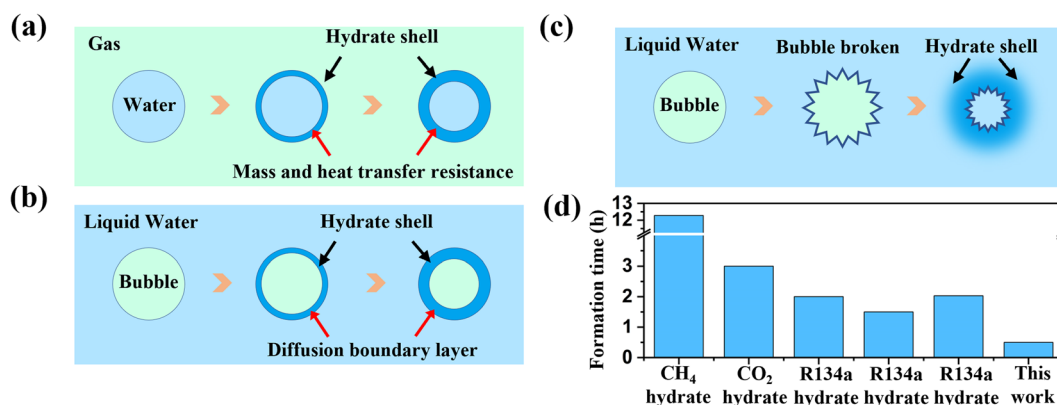 (a)
Gas
Hydrate shell
Water
Mass and heat transfer resistance
(b)
Liquid Water
Hydrate shell
Bubble
Diffusion boundary layer
(c)
Liquid Water
Bubble broken
Hydrate shell
Bubble
(d)
Formation time (h)
13
12
3
2
1
0
CH4 hydrate
CO2 hydrate
R134a hydrate
R134a hydrate
R134a hydrate
This work